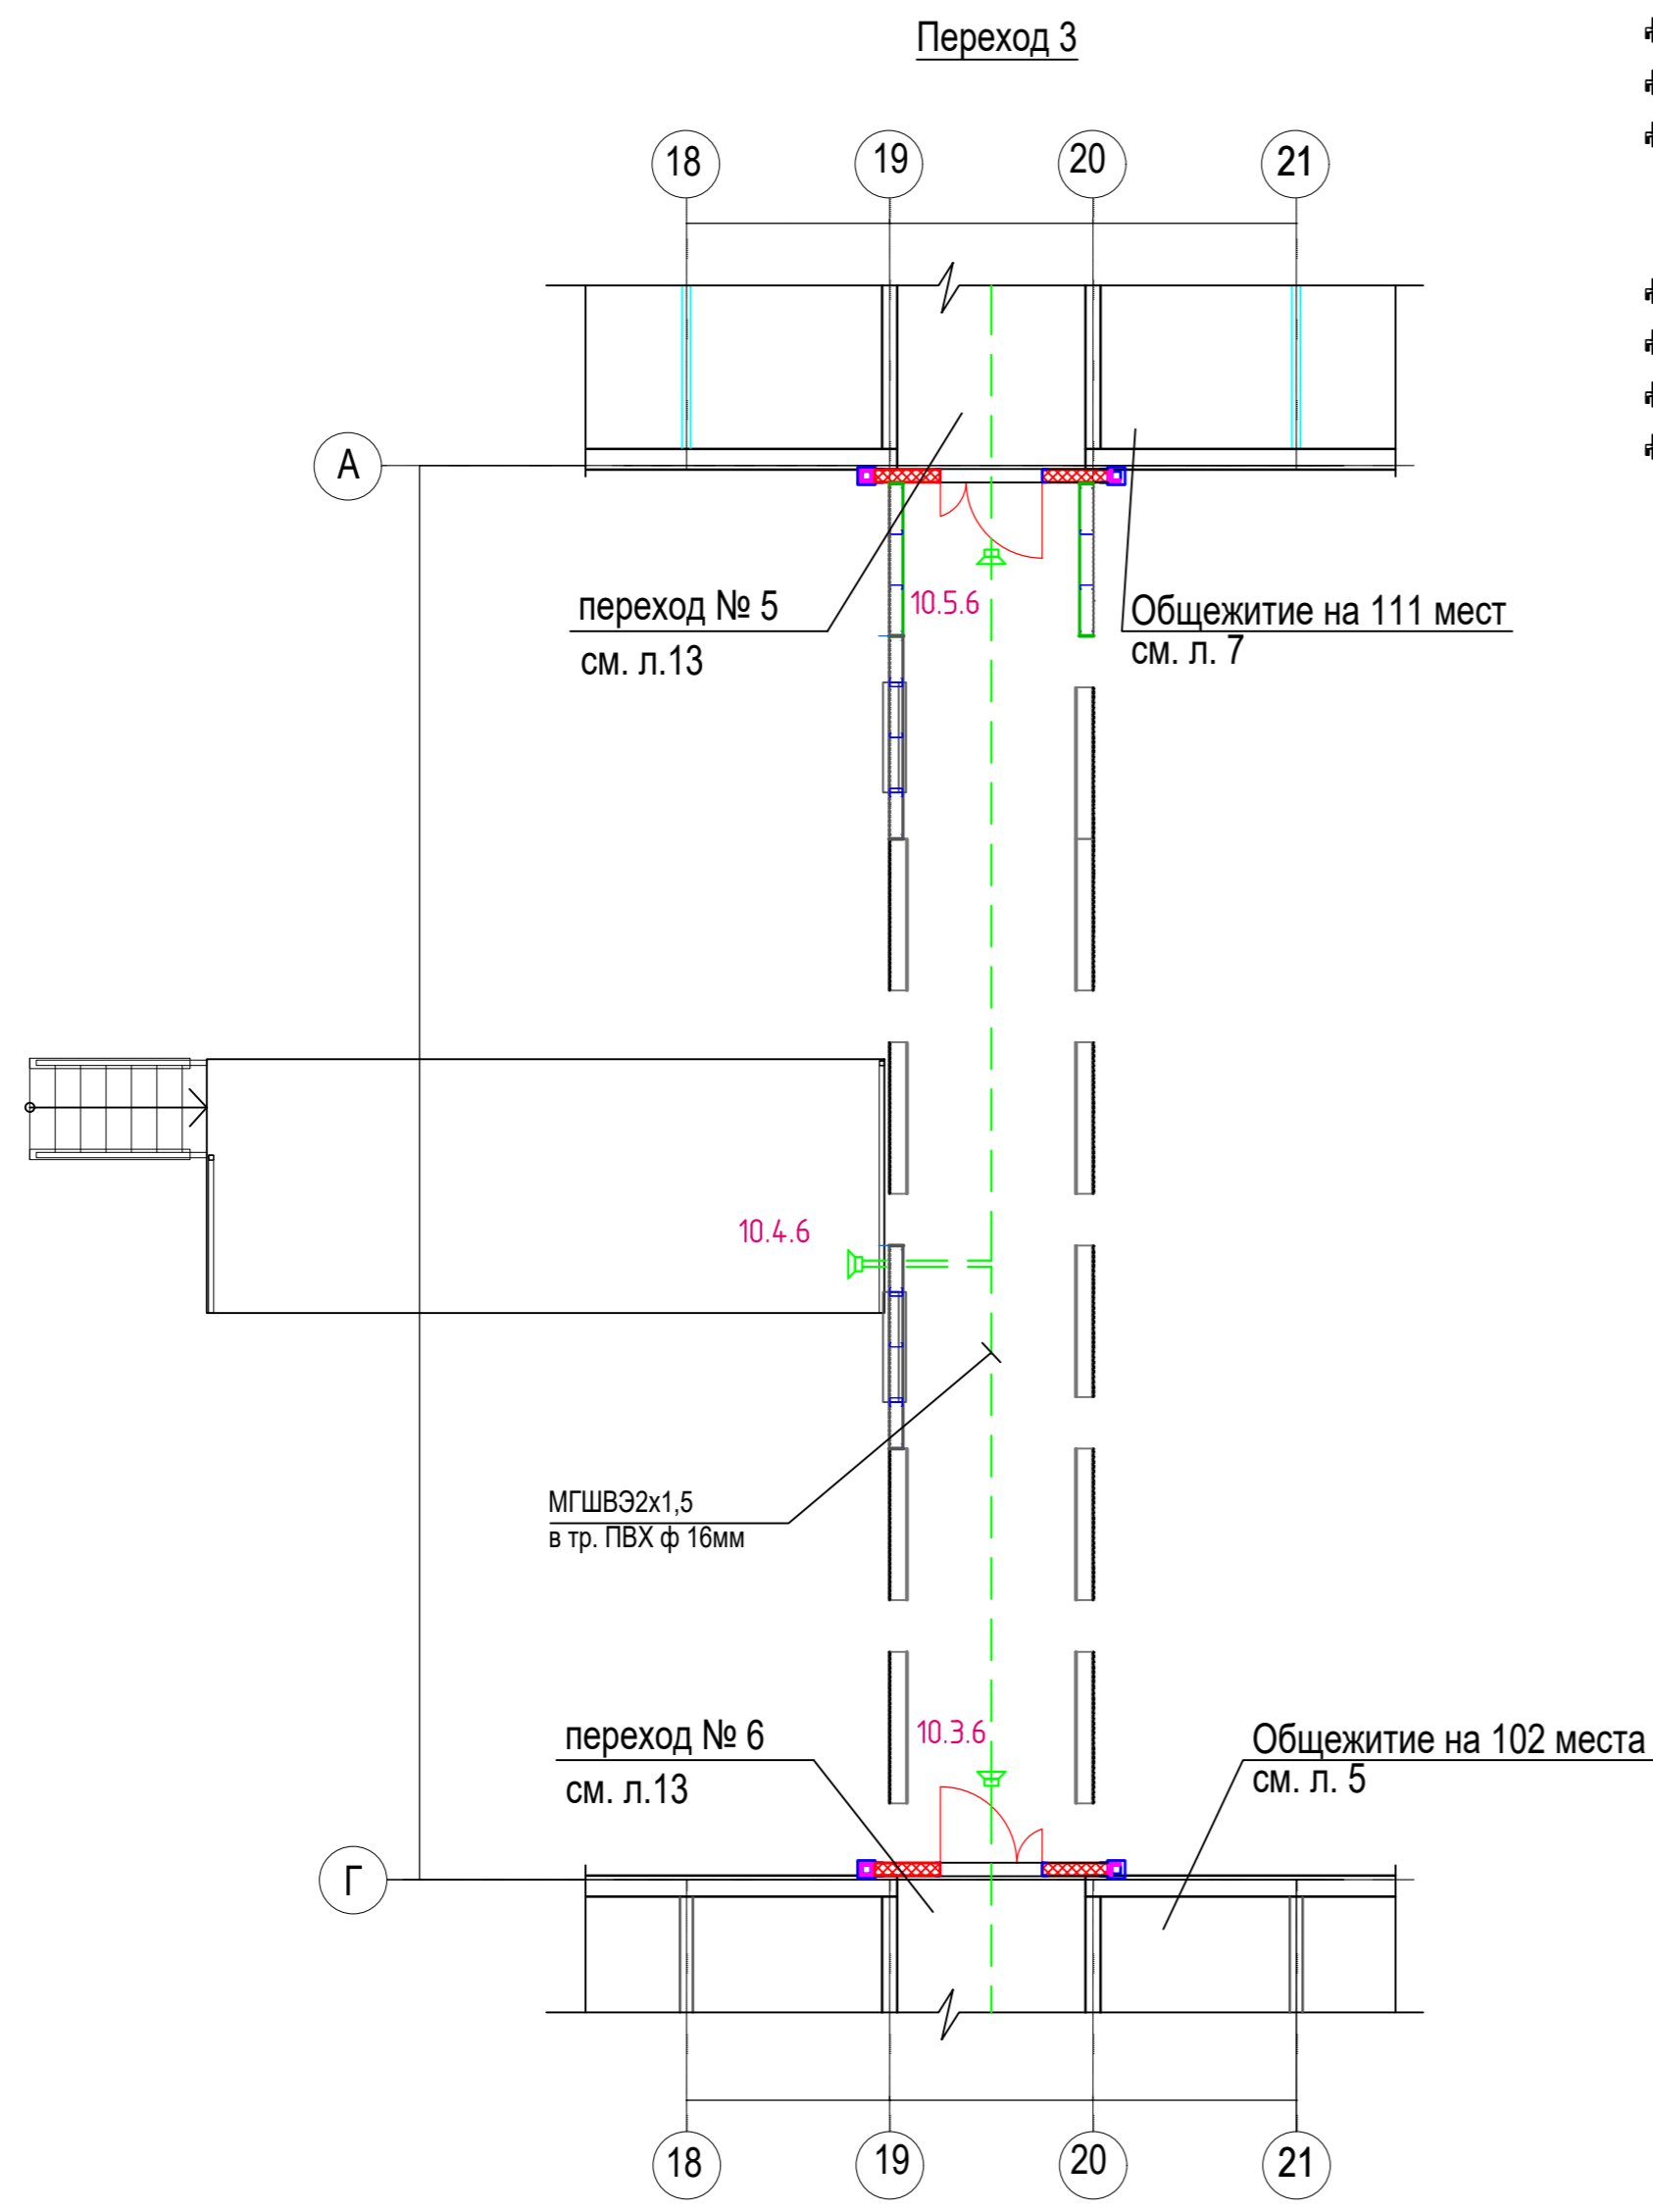 Переход 3
18
19
20
21
А
переход № 5
см. л.13
10.5.6
Общежитие на 111 мест
см. л. 7
10.4.6
МГШВЭ2х1,5
в тр. ПВХ ф 16мм
переход № 6
см. л.13
10.3.6
Общежитие на 102 места
см. л. 5
Г
18
19
20
21